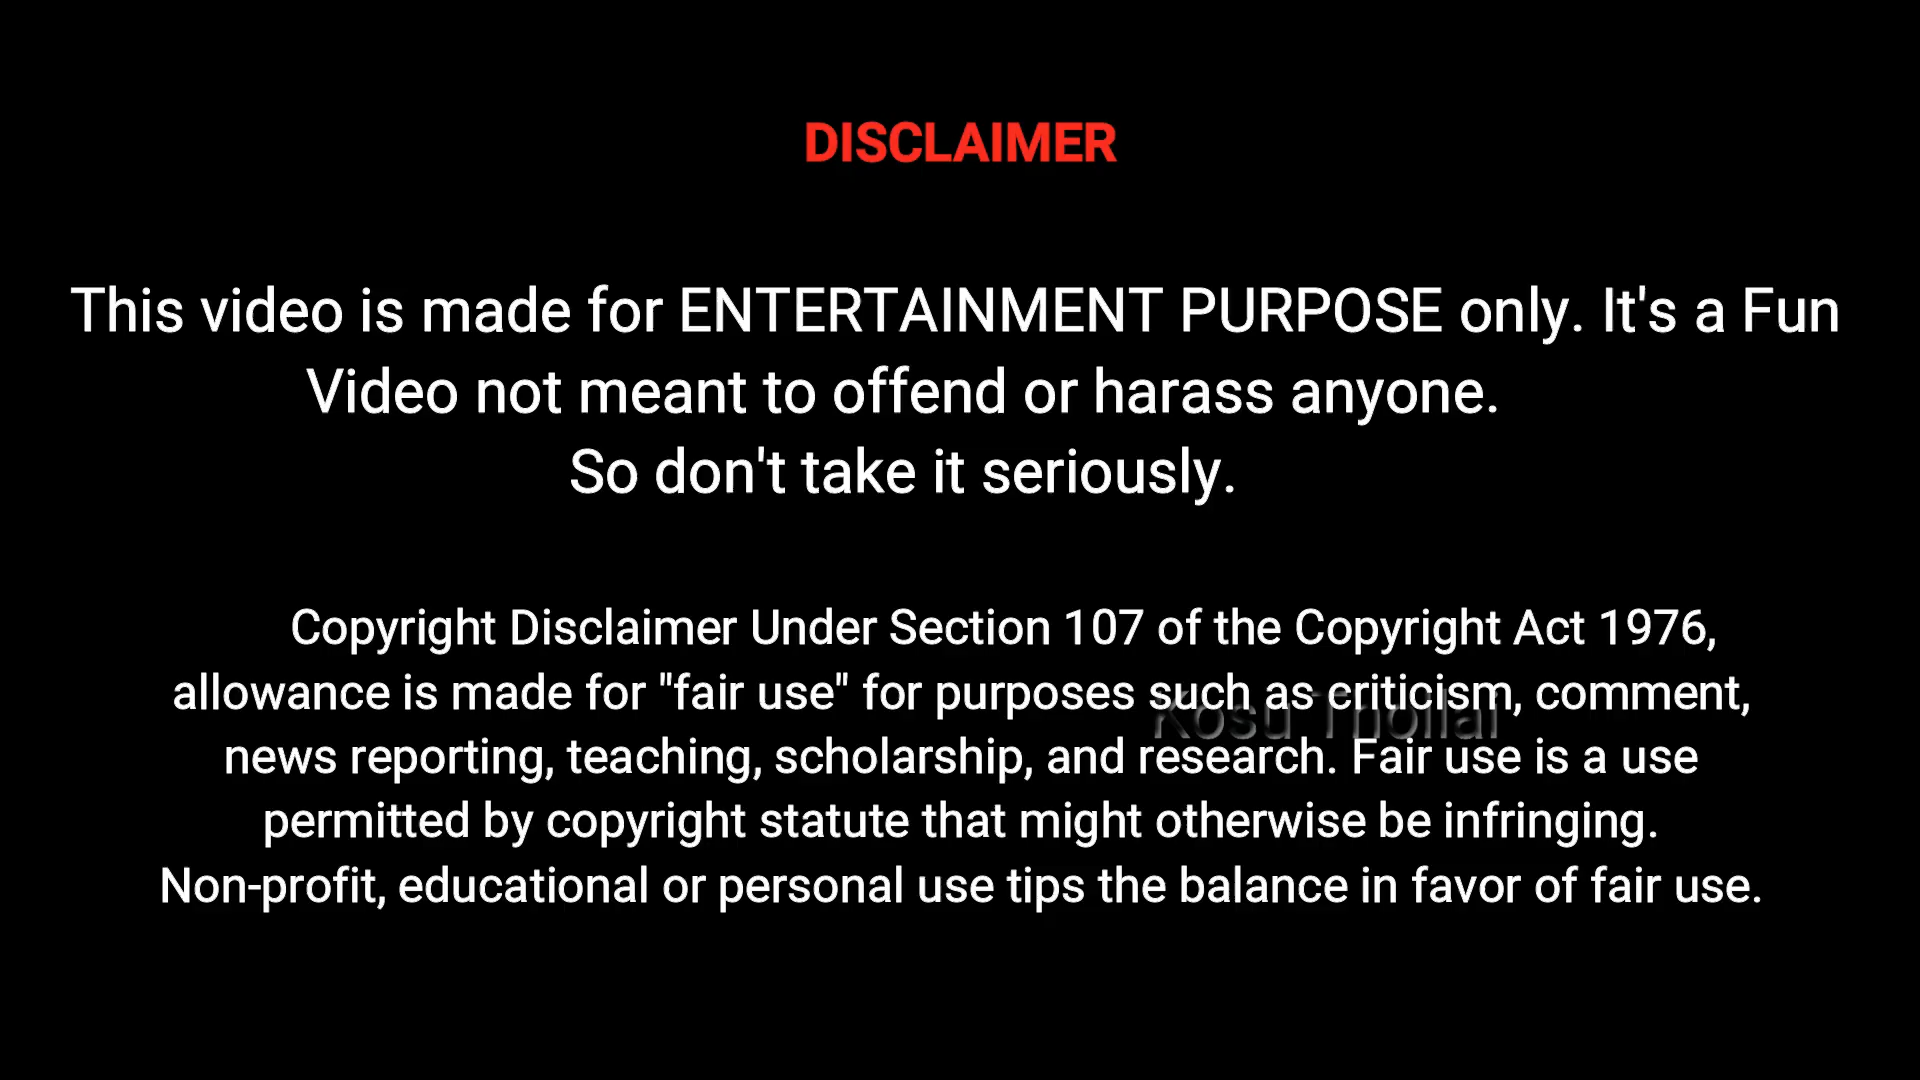 DISCLAIMER
This video is made for ENTERTAINMENT PURPOSE only. It's a Fun
Video not meant to offend or harass anyone.
So don't take it seriously.
Copyright Disclaimer Under Section 107 of the Copyright Act 1976,
allowance is made for "fair use" for purposes such as criticism, comment,
Kosu Thollai
news reporting, teaching, scholarship, and research. Fair use is a use
permitted by copyright statute that might otherwise be infringing.
Non-profit, educational or personal use tips the balance in favor of fair use.